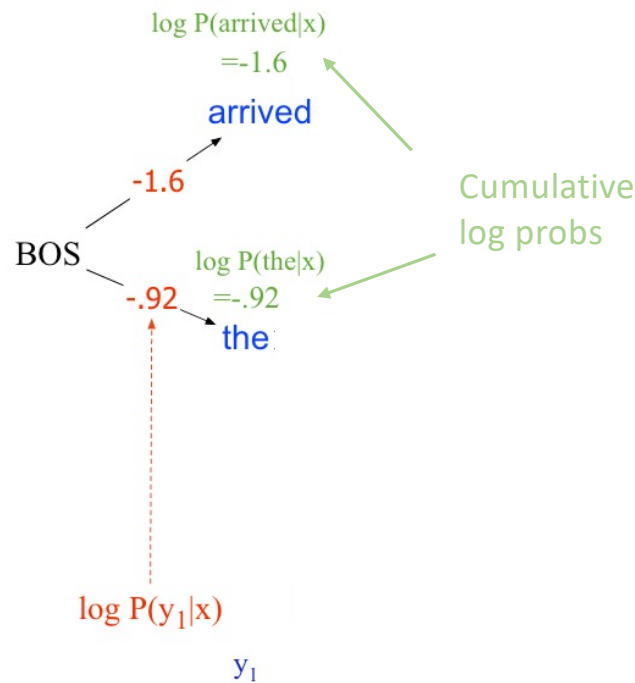 log P(arrived|x)
=-1.6
arrived
-1.6
Cumulative
log probs
BOS
log P(the|x)
=-.92
-.92
the
log P(y₁|x)
y₁